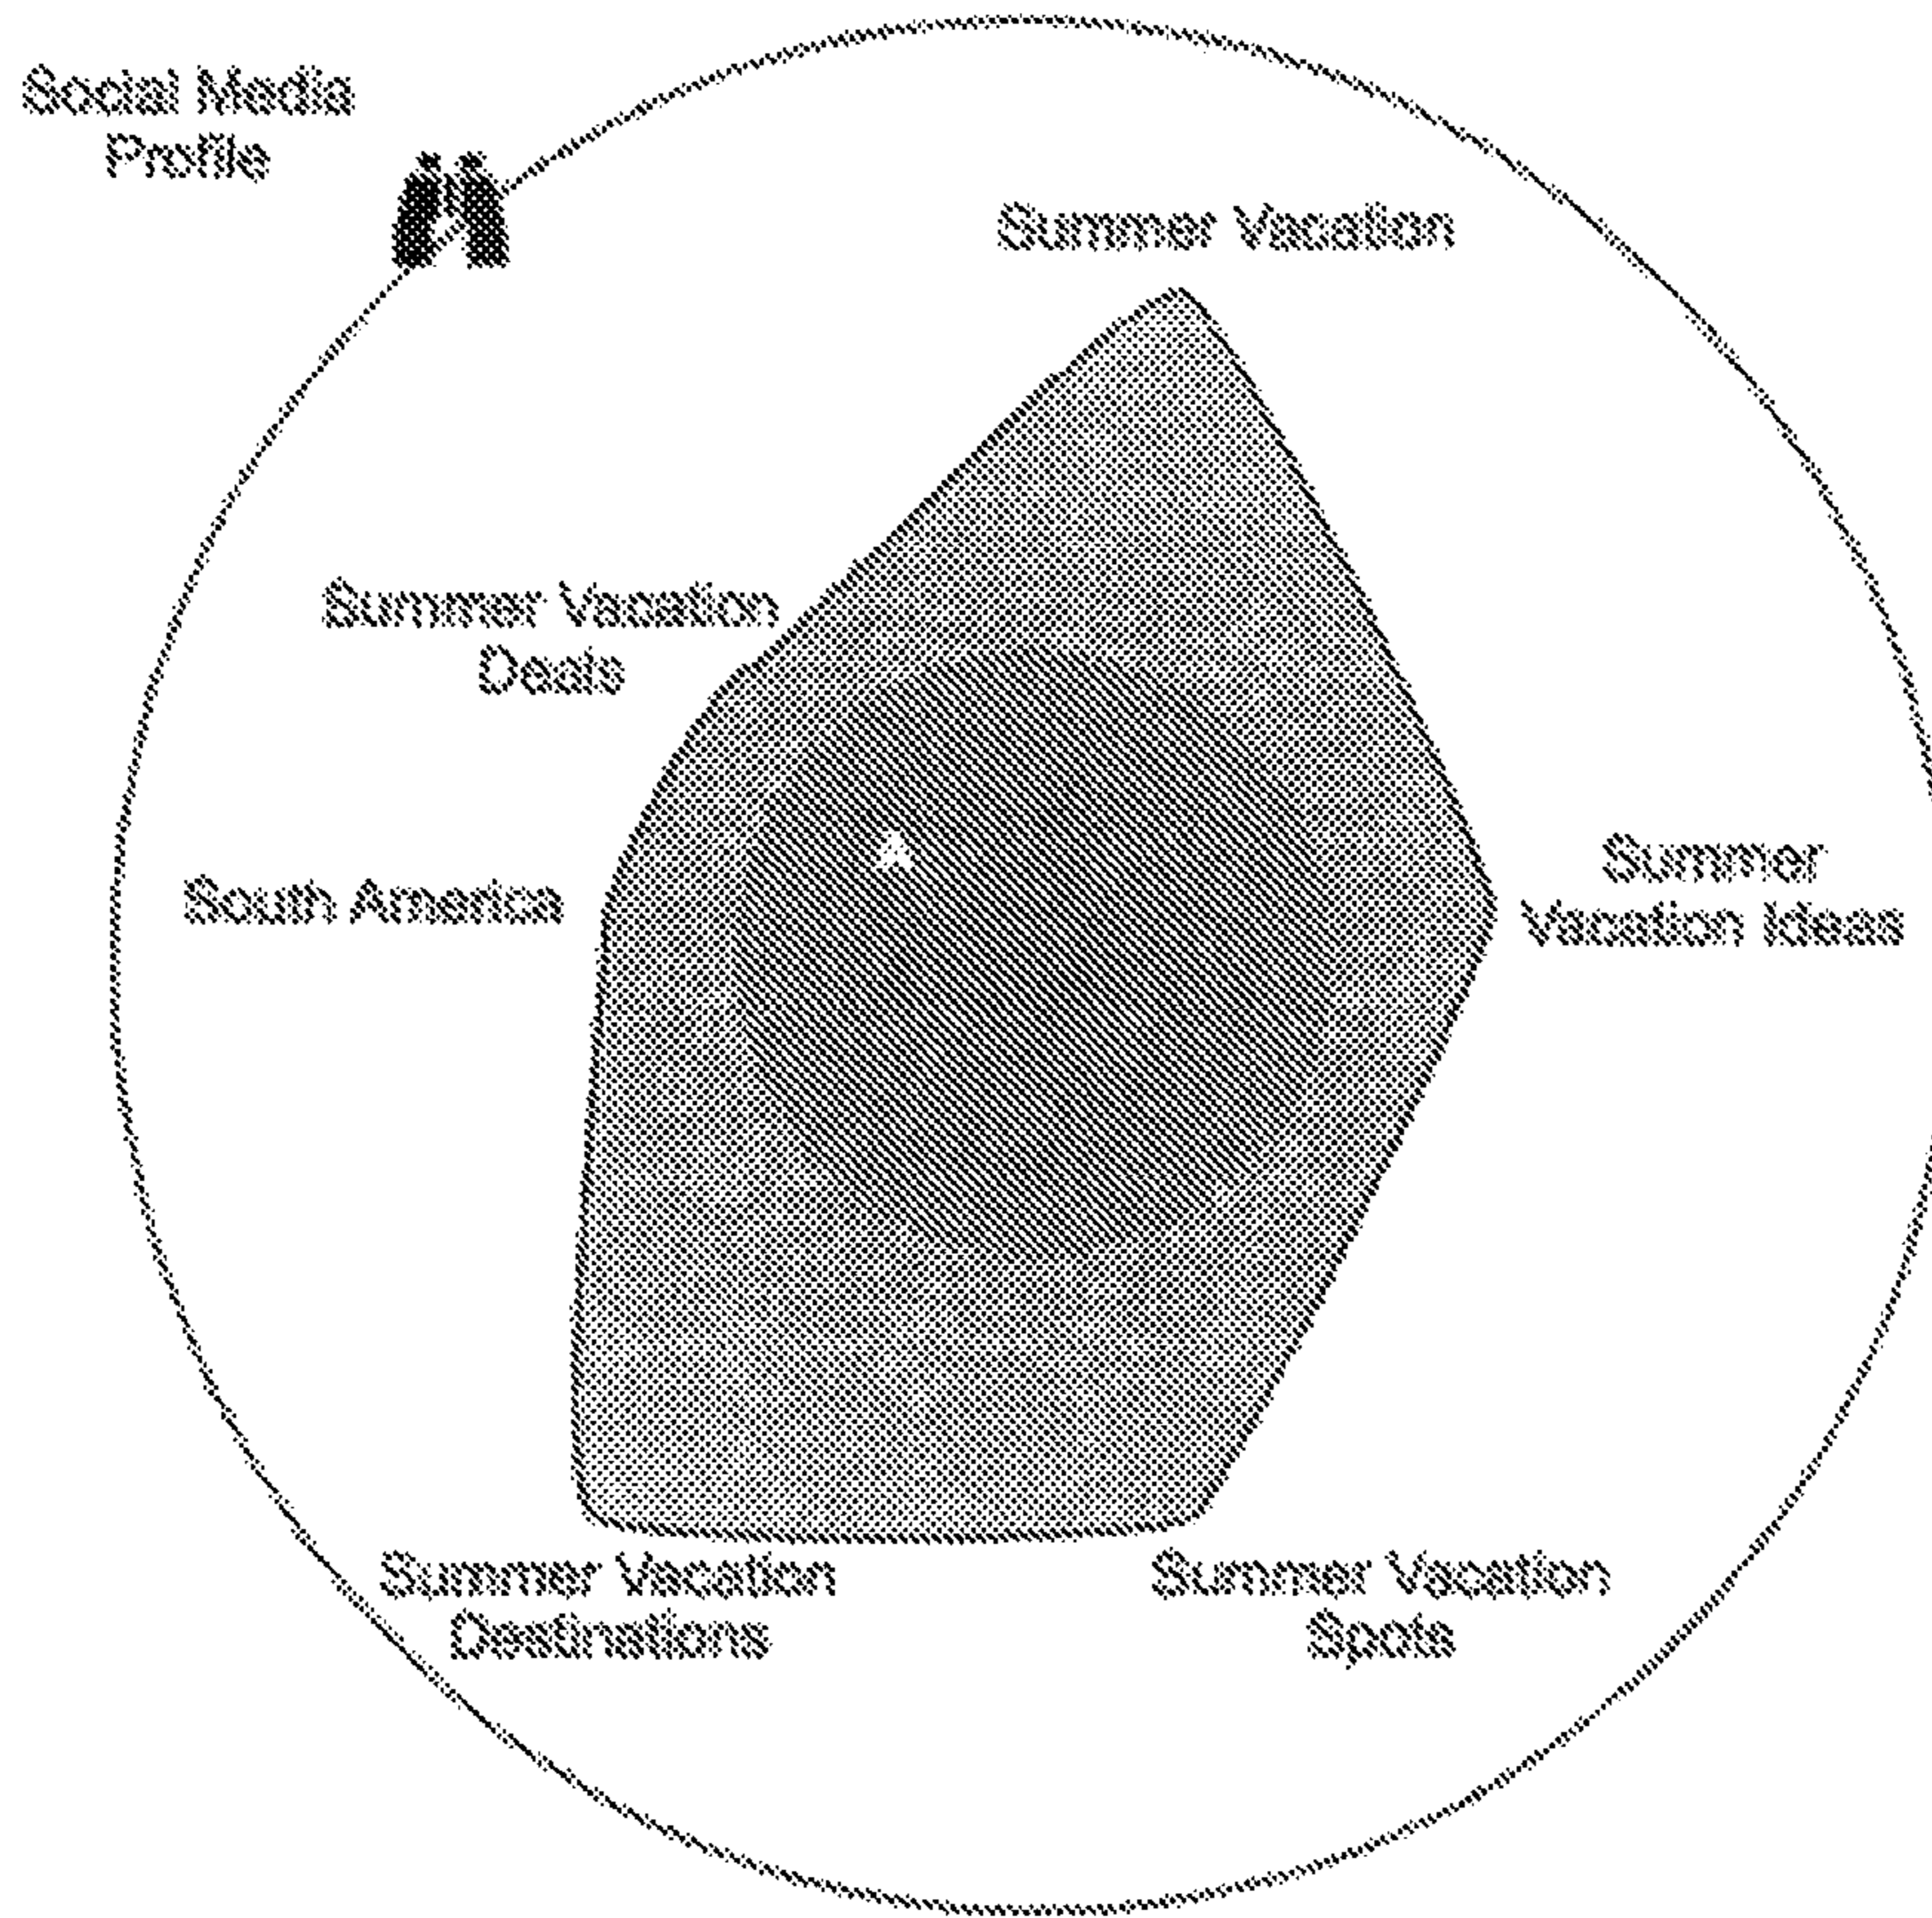 Social Media
Profile
Summer Vacation
Summer Vacation
Deals
South America
Summer
Vacation Ideas
Summer Vacation
Destinations
Summer Vacation
Spots